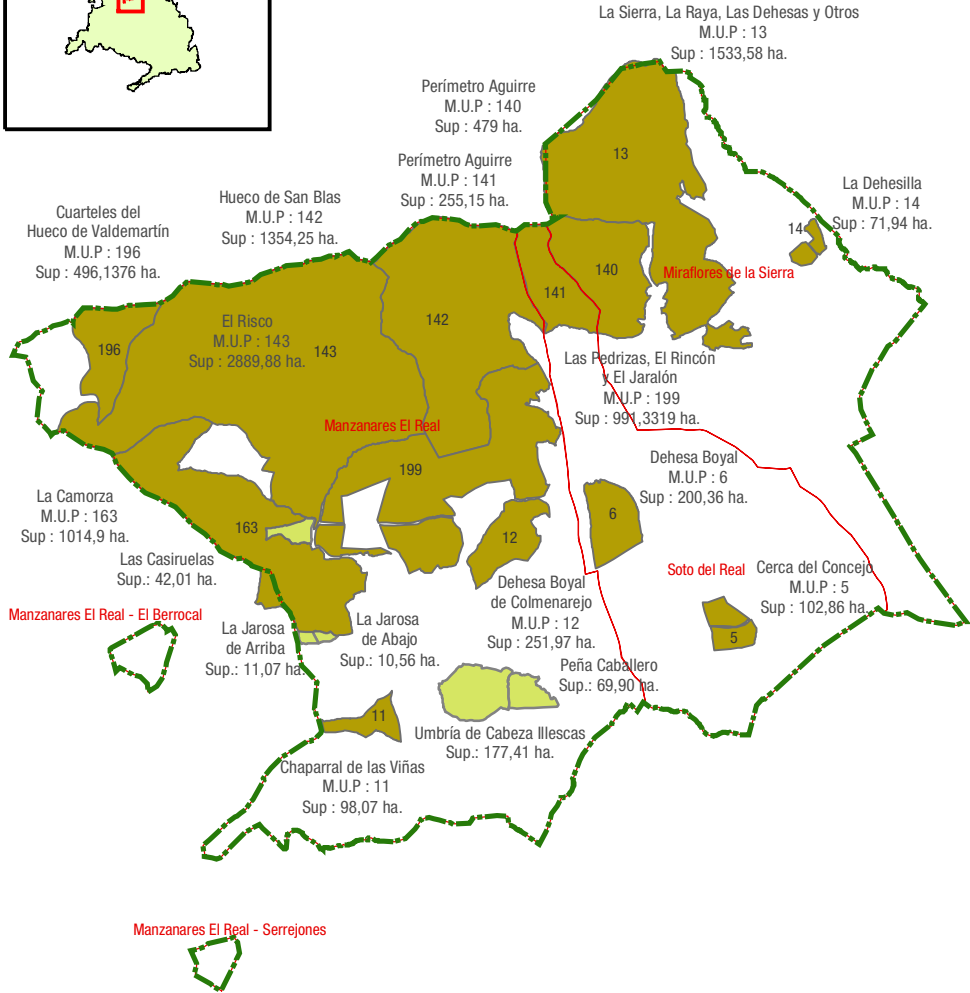 La Sierra, La Raya, Las Dehesas y Otros
M.U.P : 13
Sup : 1533,58 ha.
Perímetro Aguirre
M.U.P : 140
Sup : 479 ha.
13
Perímetro Aguirre
M.U.P : 141
Sup : 255,15 ha.
La Dehesilla
M.U.P : 14
Sup : 71,94 ha.
14
Hueco de San Blas
M.U.P : 142
Sup : 1354,25 ha.
Cuarteles del
Hueco de Valdemartín
M.U.P : 196
Sup : 496,1376 ha.
140
Miraflores de la Sierra
141
142
El Risco
M.U.P : 143
Sup : 2889,88 ha.
143
196
Las Pedrizas, El Rincón
y El Jaralón
M.U.P : 199
Sup : 991,3319 ha.
Manzanares El Real
199
Dehesa Boyal
M.U.P : 6
Sup : 200,36 ha.
La Camorza
M.U.P : 163
Sup : 1014,9 ha.
163
12
6
Las Casiruelas
Sup.: 42,01 ha.
Soto del Real
Cerca del Concejo
M.U.P : 5
Sup : 102,86 ha.
Dehesa Boyal
de Colmenarejo
M.U.P : 12
Sup : 251,97 ha.
Manzanares El Real - El Berrocal
La Jarosa
de Arriba
Sup.: 11,07 ha.
La Jarosa
de Abajo
Sup.: 10,56 ha.
5
Peña Caballero
Sup.: 69,90 ha.
11
Umbría de Cabeza Illescas
Sup.: 177,41 ha.
Chaparral de las Viñas
M.U.P : 11
Sup : 98,07 ha.
Manzanares El Real - Serrejones